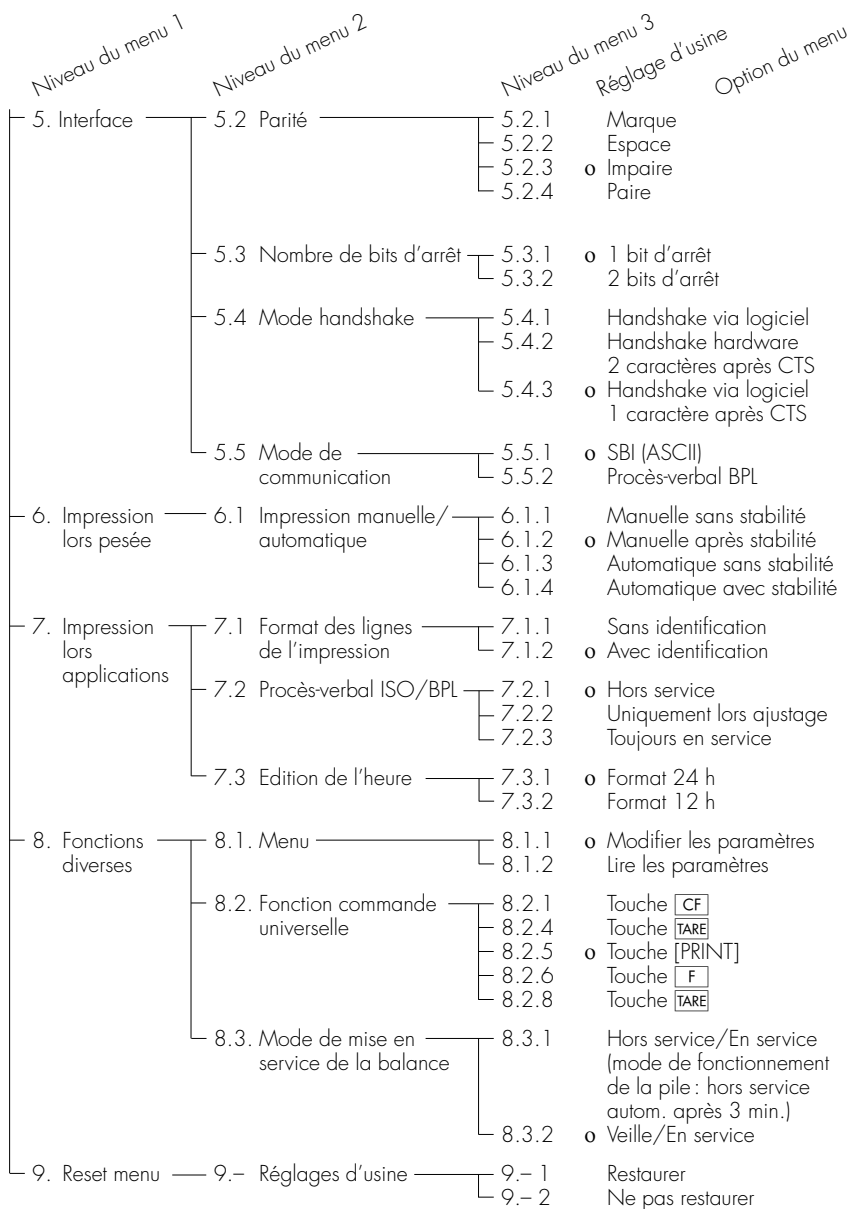 Niveau du menu 1 Niveau du menu 2 Niveau du menu 3 Réglage d'usine Option du menu
5. Interface 5.2 Parité 5.2.1 Marque
5.2.2 Espace
5.2.3 o Impaire
5.2.4 Paire
5.3 Nombre de bits d'arrêt 5.3.1 o 1 bit d'arrêt
5.3.2 2 bits d'arrêt
5.4 Mode handshake 5.4.1 Handshake via logiciel
5.4.2 Handshake hardware
2 caractères après CTS
5.4.3 o Handshake via logiciel
1 caractère après CTS
5.5 Mode de 5.5.1 o SBI (ASCII)
communication 5.5.2 Procès-verbal BPL
6. Impression 6.1 Impression manuelle/ 6.1.1 Manuelle sans stabilité
lors pesée automatique 6.1.2 o Manuelle après stabilité
6.1.3 Automatique sans stabilité
6.1.4 Automatique avec stabilité
7. Impression 7.1 Format des lignes 7.1.1 Sans identification
lors de l'impression 7.1.2 o Avec identification
applications
7.2 Procès-verbal ISO/BPL 7.2.1 o Hors service
7.2.2 Uniquement lors ajustage
7.2.3 Toujours en service
7.3 Edition de l'heure 7.3.1 o Format 24 h
7.3.2 Format 12 h
8. Fonctions 8.1. Menu 8.1.1 o Modifier les paramètres
diverses 8.1.2 Lire les paramètres
8.2. Fonction commande 8.2.1 Touche CF
universelle 8.2.4 Touche TARE
8.2.5 o Touche [PRINT]
8.2.6 Touche F
8.2.8 Touche TARE
8.3. Mode de mise en 8.3.1 Hors service/En service
service de la balance (mode de fonctionnement
de la pile : hors service
autom. après 3 min.)
8.3.2 o Veille/En service
9. Reset menu 9.– Réglages d'usine 9.– 1 Restaurer
9.– 2 Ne pas restaurer